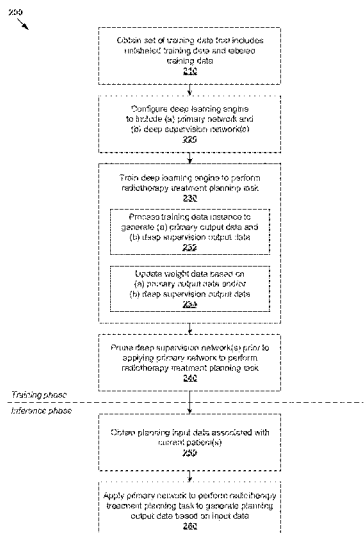 200
Obtain set of training data that includes
unlabeled training data and labeled
training data
210
Configure deep learning engine
to include (a) primary network and
(b) deep supervision network(s)
220
Train deep learning engine to perform
radiotherapy treatment planning task
230
Process training data instance to
generate (a) primary output data and
(b) deep supervision output data
232
Update weight data based on
(a) primary output data and/or
(b) deep supervision output data
234
Prune deep supervision network(s) prior to
applying primary network to perform
radiotherapy treatment planning task
240
Training phase
Inference phase
Obtain planning input data associated with
current patient(s)
250
Apply primary network to perform radiotherapy
treatment planning task to generate planning
output data based on input data
260